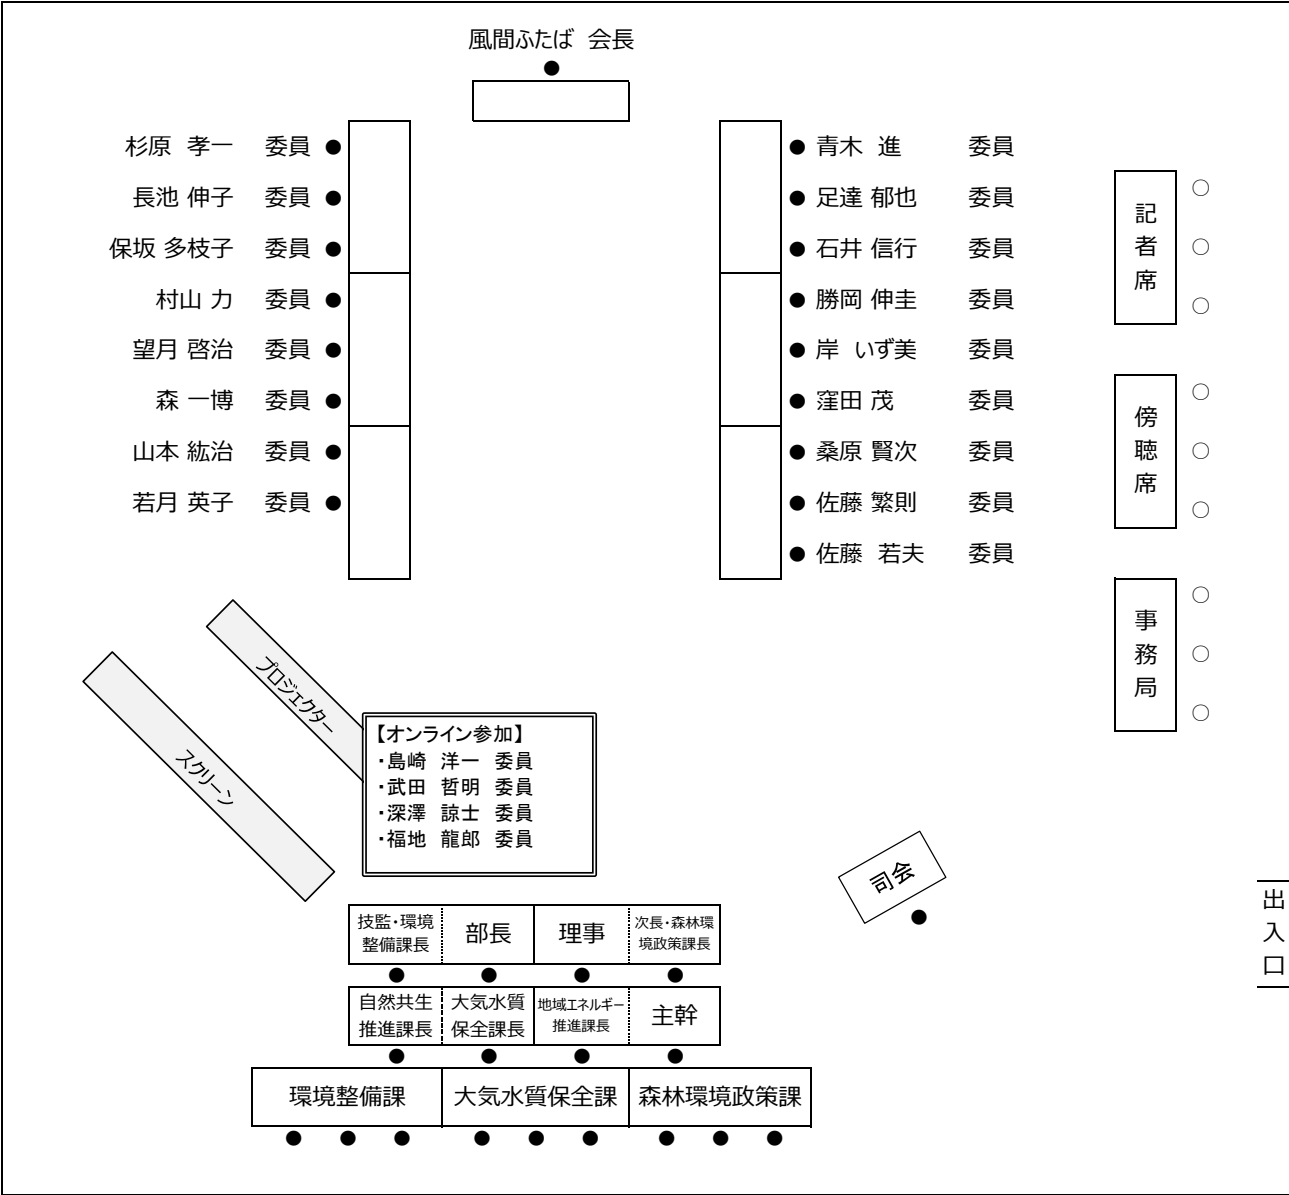 風間ふたば 会長
杉原 孝一 委員
長池 伸子 委員
保坂 多枝子 委員
村山 力 委員
望月 啓治 委員
森 一博 委員
山本 紘治 委員
若月 英子 委員
青木 進 委員
足達 郁也 委員
石井 信行 委員
勝岡 伸圭 委員
岸 いず美 委員
窪田 茂 委員
桑原 賢次 委員
佐藤 繁則 委員
佐藤 若夫 委員
記者席
傍聴席
事務局
プロジェクター
スクリーン
【オンライン参加】
・島崎 洋一 委員
・武田 哲明 委員
・深澤 諒士 委員
・福地 龍郎 委員
司会
出入口
技監・環境
整備課長
部長
理事
次長・森林環
境政策課長
自然共生
推進課長
大気水質
保全課長
地域エネルギー
推進課長
主幹
環境整備課
大気水質保全課
森林環境政策課